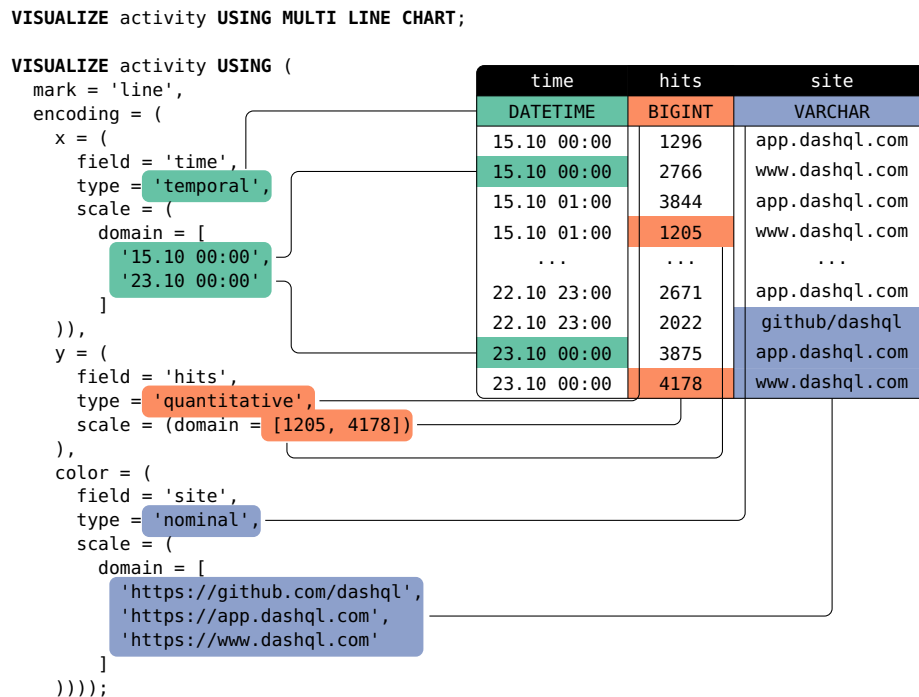 VISUALIZE activity USING MULTI LINE CHART;
VISUALIZE activity USING (
mark = 'line',
encoding = (
x = (
field = 'time',
type = 'temporal',
scale = (
domain = [
'15.10 00:00',
'23.10 00:00'
]
)),
y = (
field = 'hits',
type = 'quantitative',
scale = (domain = [1205, 4178])
),
color = (
field = 'site',
type = 'nominal',
scale = (
domain = [
'https://github.com/dashql',
'https://app.dashql.com',
'https://www.dashql.com'
]
))));
time hits site
DATETIME BIGINT VARCHAR
15.10 00:00 1296 app.dashql.com
15.10 00:00 2766 www.dashql.com
15.10 01:00 3844 app.dashql.com
15.10 01:00 1205 www.dashql.com
... ... ...
22.10 23:00 2671 app.dashql.com
22.10 23:00 2022 github/dashql
23.10 00:00 3875 app.dashql.com
23.10 00:00 4178 www.dashql.com